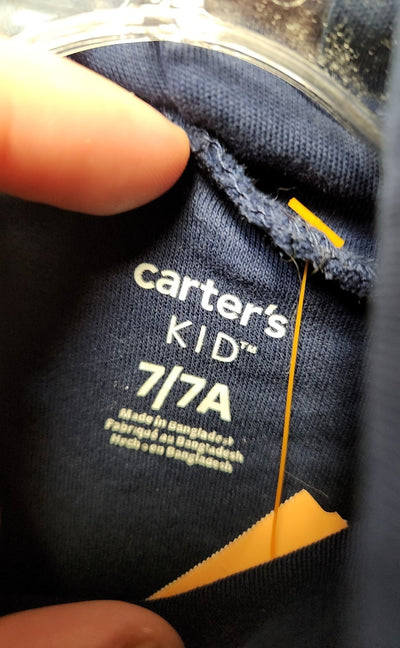 carter's
KID™
7/7A
Made in Bangladesh
Fabriqué au Bangladesh
Hecho en Bangladesh